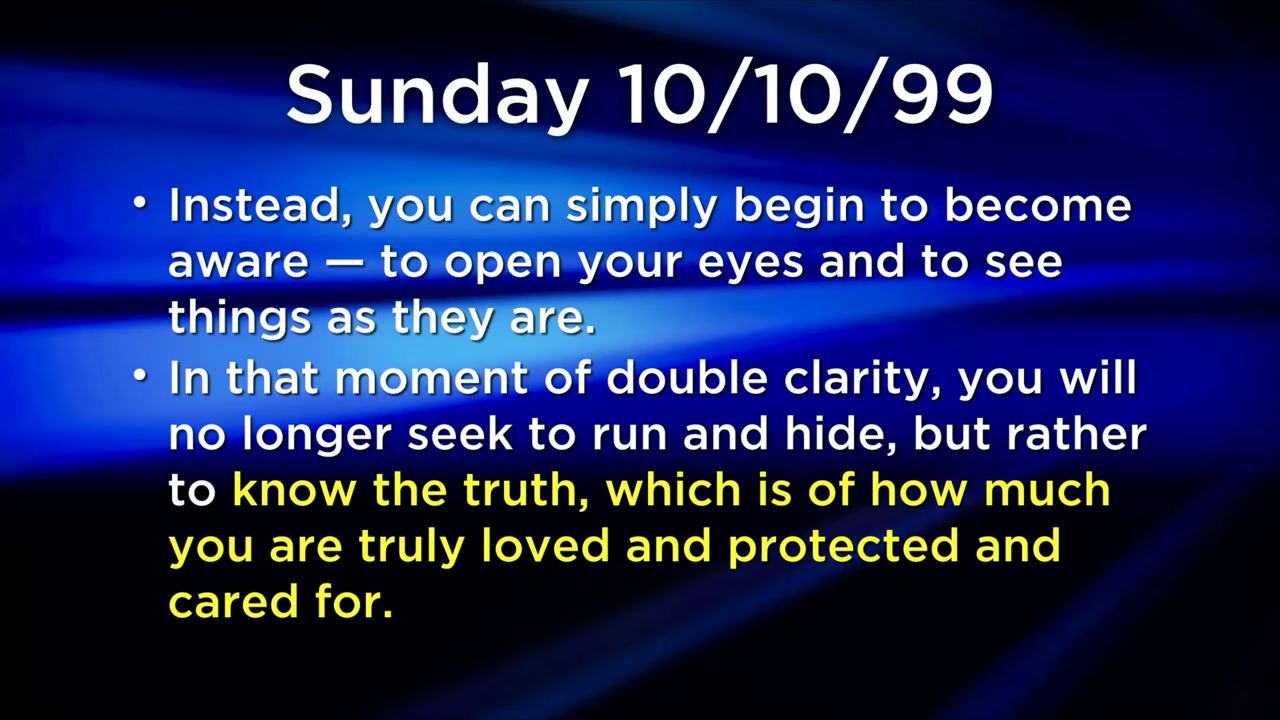 Sunday 10/10/99
• Instead, you can simply begin to become
aware — to open your eyes and to see
things as they are.
• In that moment of double clarity, you will
no longer seek to run and hide, but rather
to know the truth, which is of how much
you are truly loved and protected and
cared for.